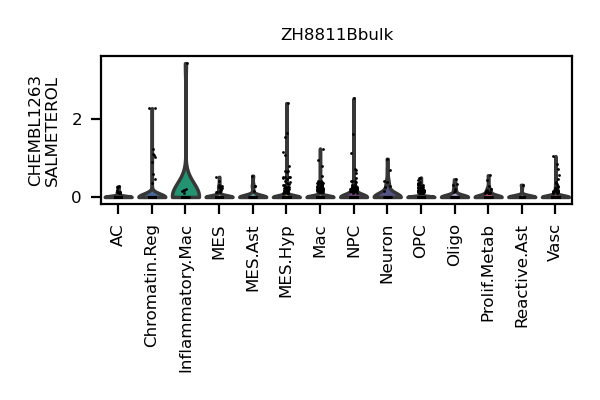 ZH8811Bbulk
CHEMBL1263
SALMETEROL
2
0
AC
Chromatin.Reg
Inflammatory.Mac
MES
MES.Ast
MES.Hyp
Mac
NPC
Neuron
OPC
Oligo
Prolif.Metab
Reactive.Ast
Vasc